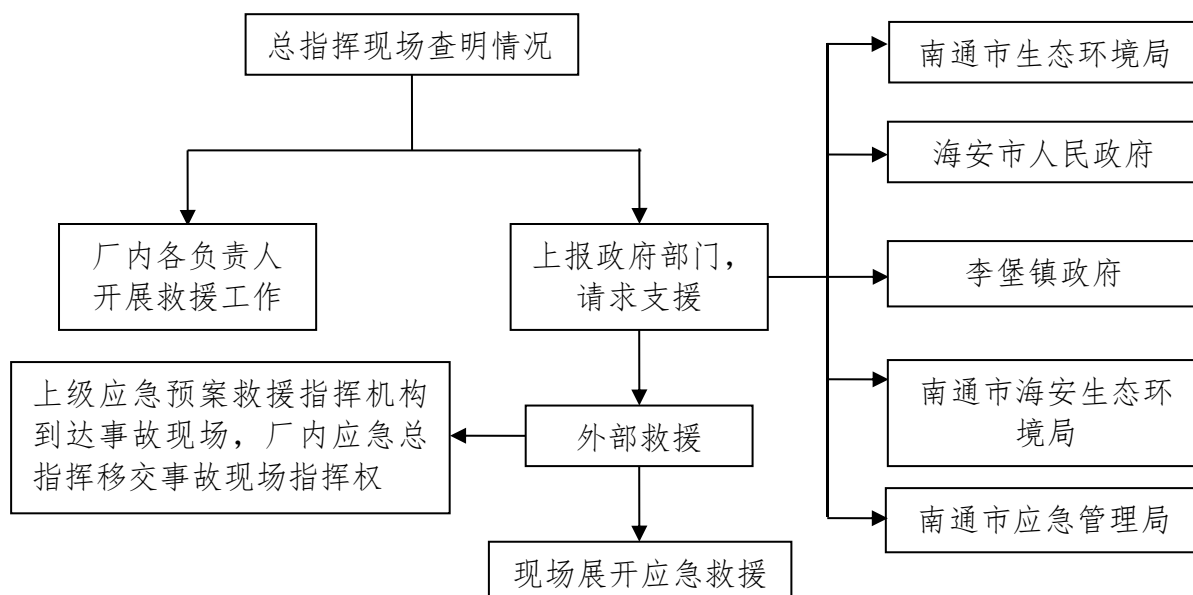 总指挥现场查明情况
厂内各负责人
开展救援工作
上报政府部门，
请求支援
南通市生态环境局
海安市人民政府
李堡镇政府
南通市海安生态环
境局
南通市应急管理局
上级应急预案救援指挥机构
到达事故现场，厂内应急总
指挥移交事故现场指挥权
外部救援
现场展开应急救援